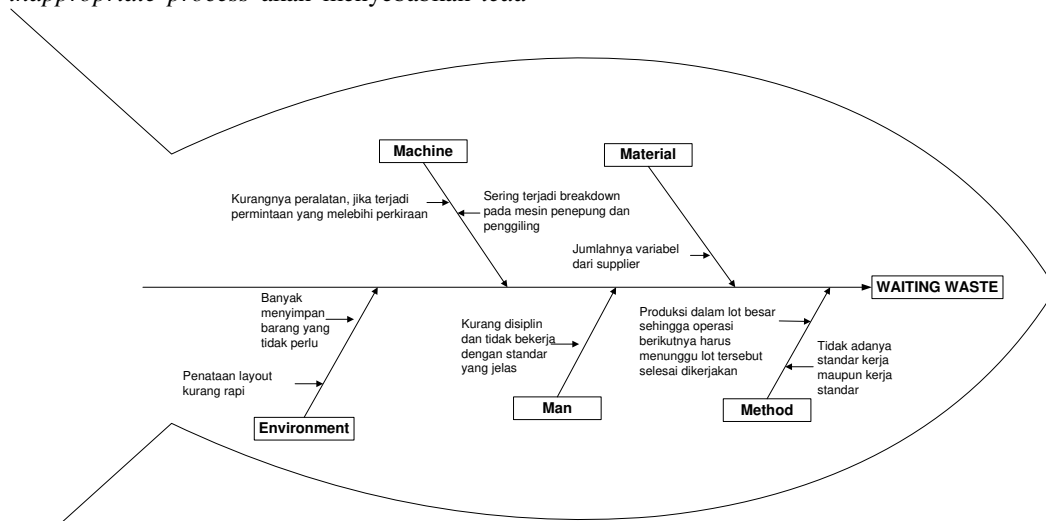 inappropriate process akan menyebabkan lead
Machine
Material
Kurangnya peralatan, jika terjadi
permintaan yang melebihi perkiraan
Sering terjadi breakdown
pada mesin penepung dan
penggiling
Jumlahnya variabel
dari supplier
WAITING WASTE
Banyak
menyimpan
barang yang
tidak perlu
Kurang disiplin
dan tidak bekerja
dengan standar
yang jelas
Produksi dalam lot besar
sehingga operasi
berikutnya harus
menunggu lot tersebut
selesai dikerjakan
Tidak adanya
standar kerja
maupun kerja
standar
Penataan layout
kurang rapi
Environment
Man
Method